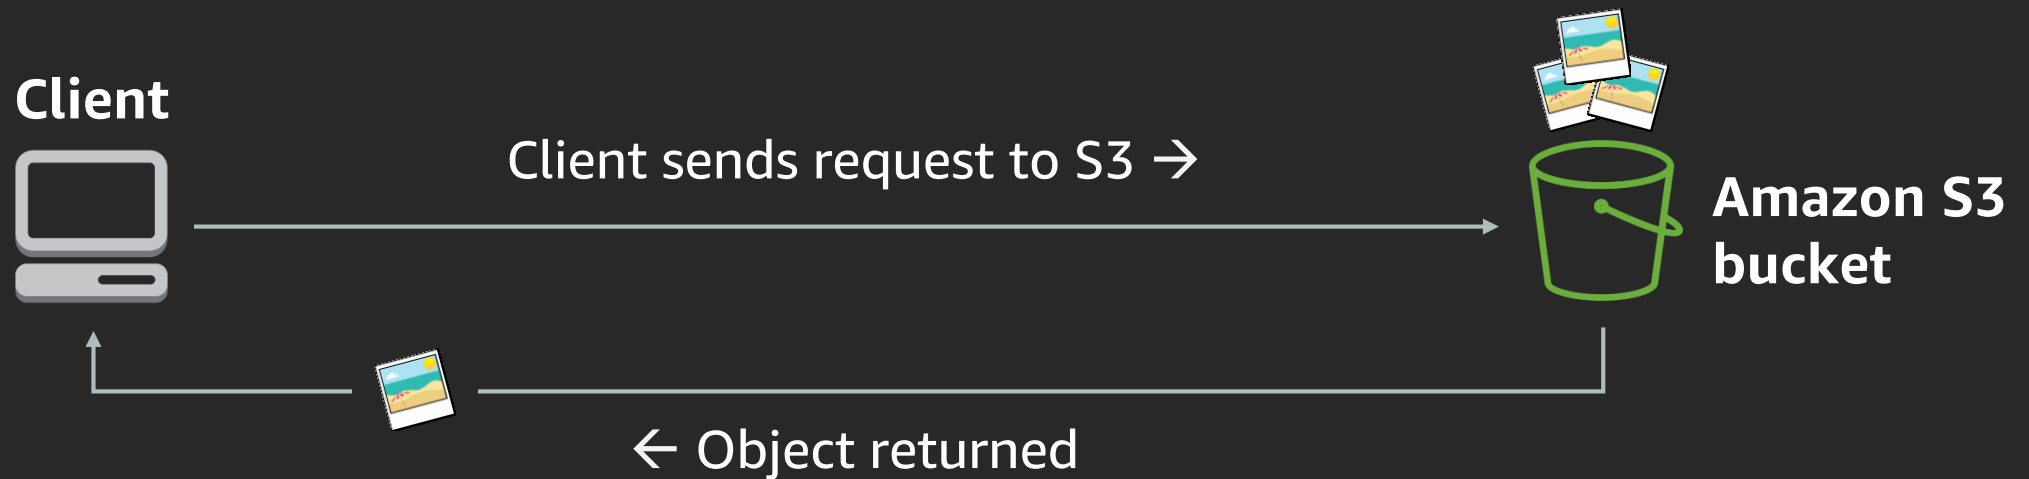 Client
Client sends request to S3 →
Amazon S3
bucket
← Object returned